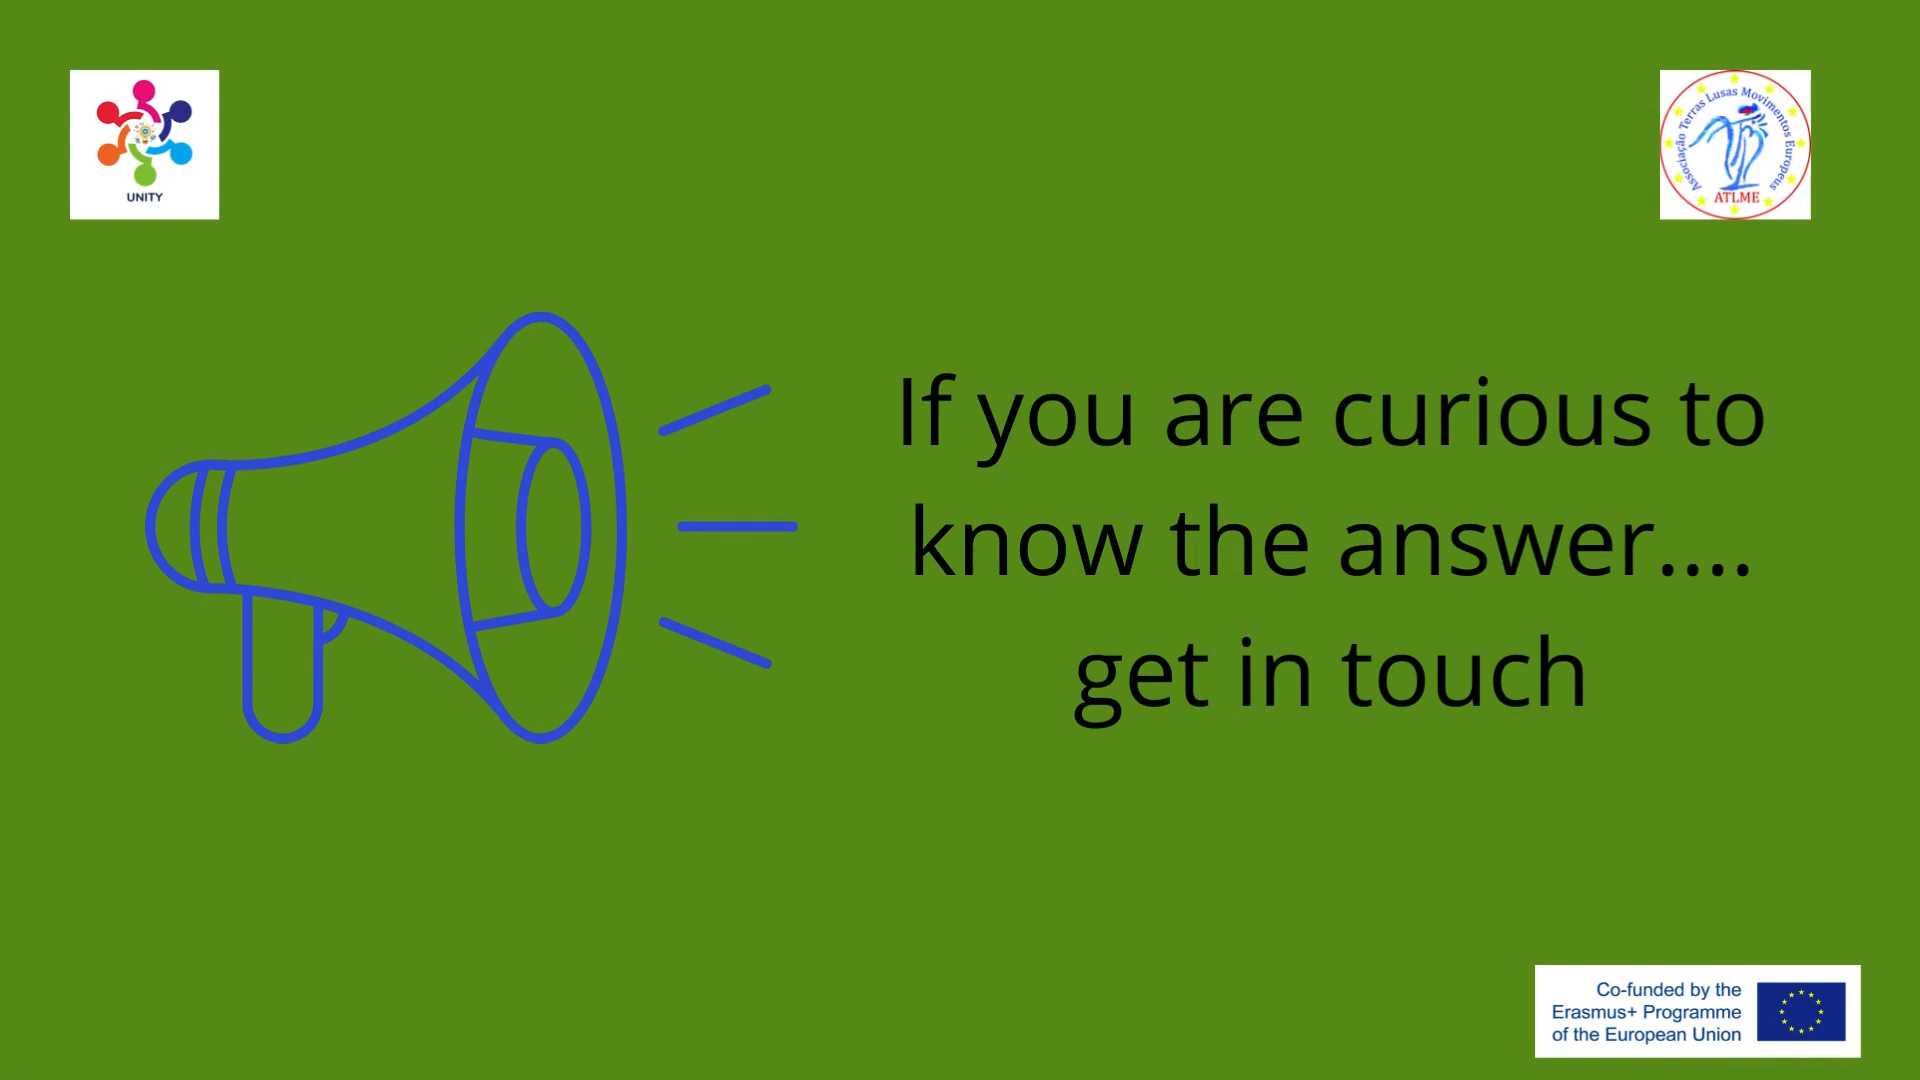 UNITY
Associação Terras Lusas Movimentos Europeus
ATLME
If you are curious to
know the answer....
get in touch
Co-funded by the
Erasmus+ Programme
of the European Union